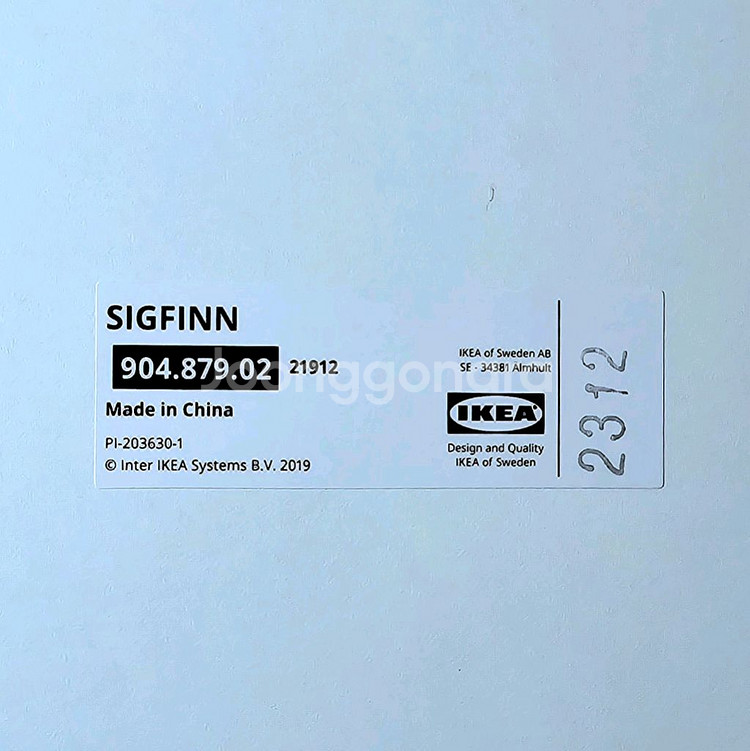 SIGFINN
904.879.02 21912
Made in China
PI-203630-1
© Inter IKEA Systems B.V. 2019
IKEA of Sweden AB
SE - 34381 Älmhult
IKEA
Design and Quality
IKEA of Sweden
2312
Joonggongna